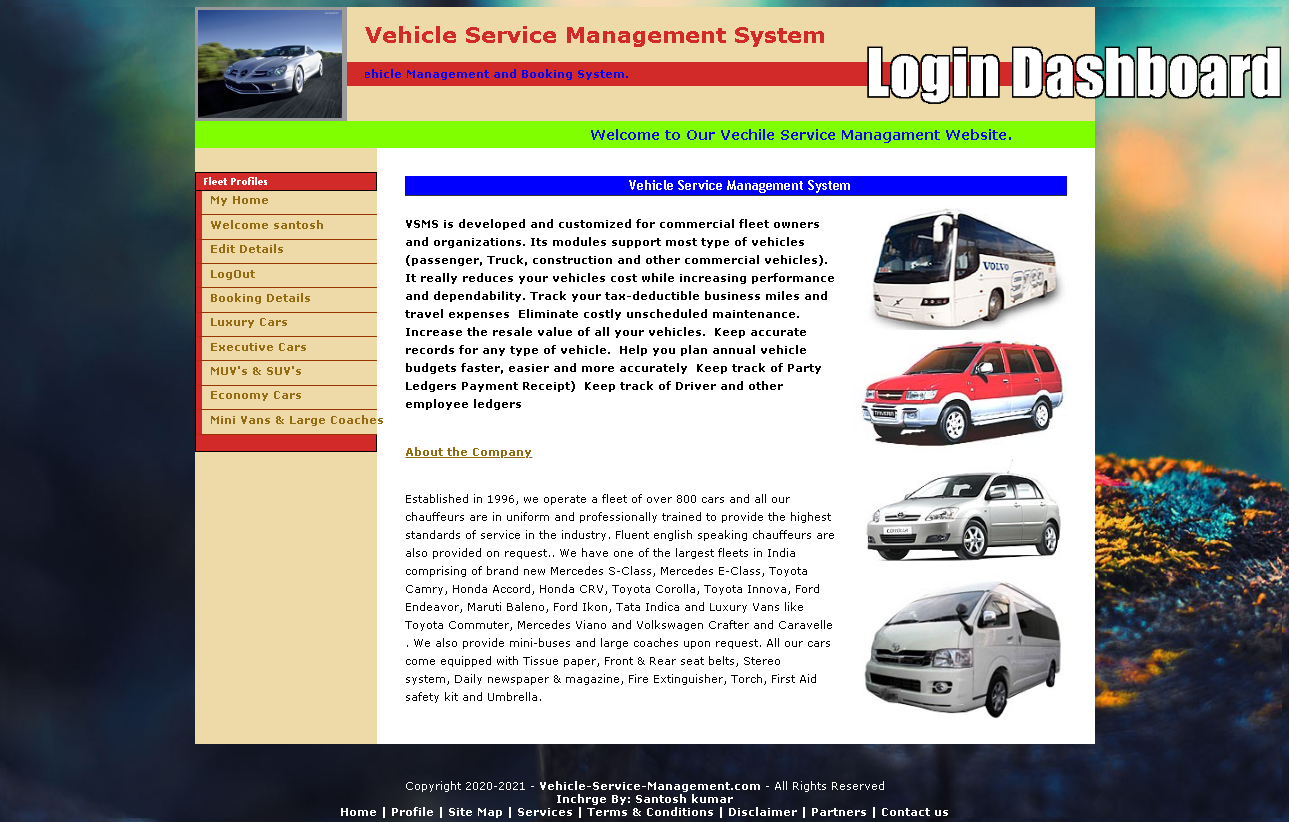 Vehicle Service Management System
ehicle Management and Booking System.
Login Dashboard
Welcome to Our Vechile Service Managament Website.
Fleet Profiles
My Home
Welcome santosh
Edit Details
LogOut
Booking Details
Luxury Cars
Executive Cars
MUV's & SUV's
Economy Cars
Mini Vans & Large Coaches
Vehicle Service Management System
VSMS is developed and customized for commercial fleet owners
and organizations. Its modules support most type of vehicles
(passenger, Truck, construction and other commercial vehicles).
It really reduces your vehicles cost while increasing performance
and dependability. Track your tax-deductible business miles and
travel expenses  Eliminate costly unscheduled maintenance.
Increase the resale value of all your vehicles.  Keep accurate
records for any type of vehicle.  Help you plan annual vehicle
budgets faster, easier and more accurately  Keep track of Party
Ledgers Payment Receipt)  Keep track of Driver and other
employee ledgers
About the Company
Established in 1996, we operate a fleet of over 800 cars and all our
chauffeurs are in uniform and professionally trained to provide the highest
standards of service in the industry. Fluent english speaking chauffeurs are
also provided on request.. We have one of the largest fleets in India
comprising of brand new Mercedes S-Class, Mercedes E-Class, Toyota
Camry, Honda Accord, Honda CRV, Toyota Corolla, Toyota Innova, Ford
Endeavor, Maruti Baleno, Ford Ikon, Tata Indica and Luxury Vans like
Toyota Commuter, Mercedes Viano and Volkswagen Crafter and Caravelle
. We also provide mini-buses and large coaches upon request. All our cars
come equipped with Tissue paper, Front & Rear seat belts, Stereo
system, Daily newspaper & magazine, Fire Extinguisher, Torch, First Aid
safety kit and Umbrella.
VOLVO
TAVERA
COROLLA
Copyright 2020-2021 - Vehicle-Service-Management.com - All Rights Reserved
Inchrge By: Santosh kumar
Home | Profile | Site Map | Services | Terms & Conditions | Disclaimer | Partners | Contact us